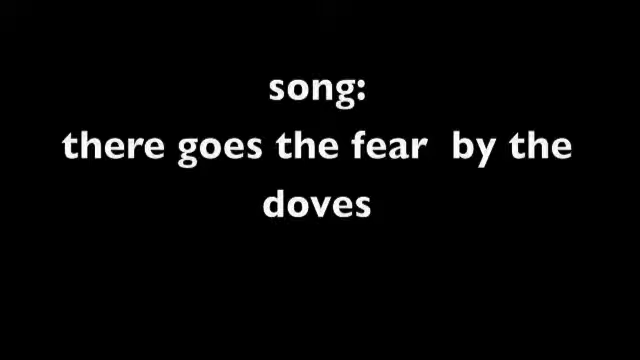 song:
there goes the fear by the
doves